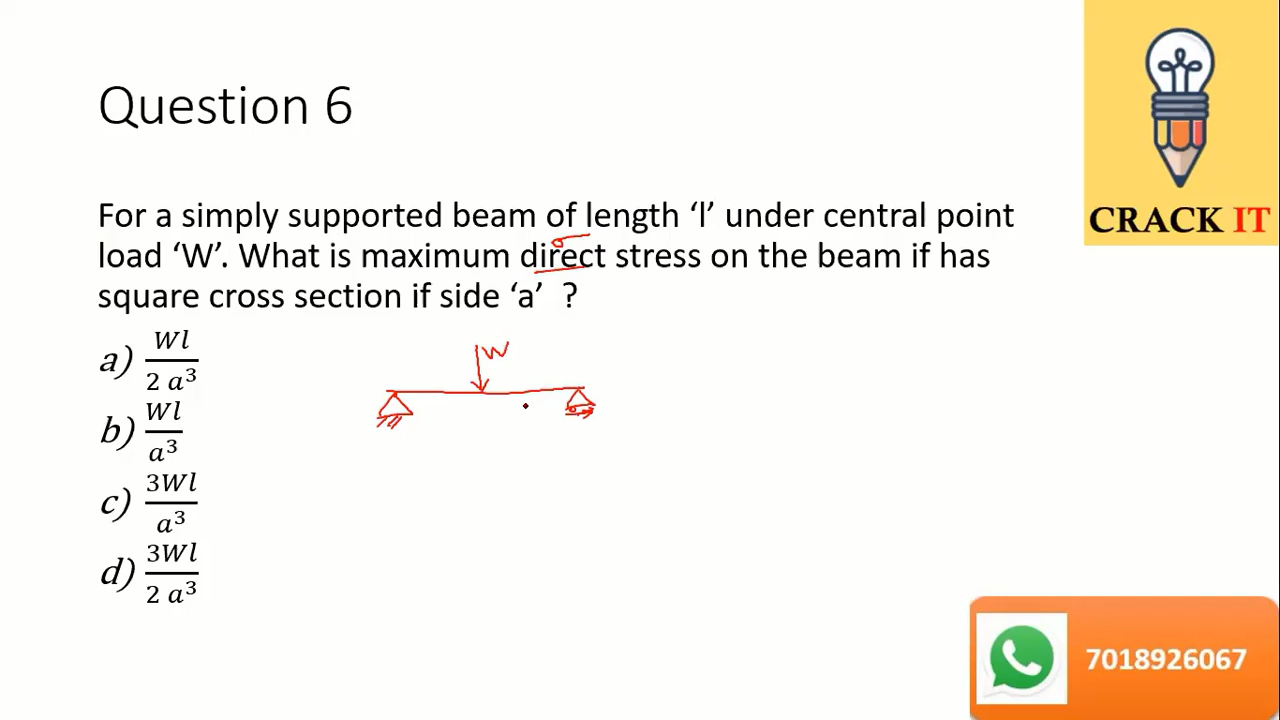 Question 6
CRACK IT
For a simply supported beam of length ‘l’ under central point
load ‘W’. What is maximum direct stress on the beam if has
square cross section if side ‘a’ ?
a) Wl/2 a³
b) Wl/a³
c) 3Wl/a³
d) 3Wl/2 a³
W
7018926067